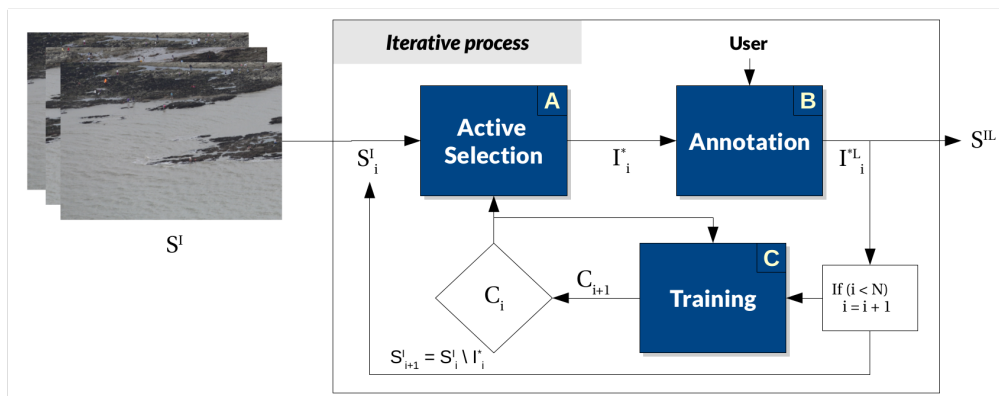 Iterative process
User
A
Active
Selection
B
Annotation
S^I_i
I^*_i
I^{*L}_i
S^{IL}
S^I
C
Training
C_{i+1}
C_i
If (i < N)
i = i + 1
S^I_{i+1} = S^I_i \ I^*_i